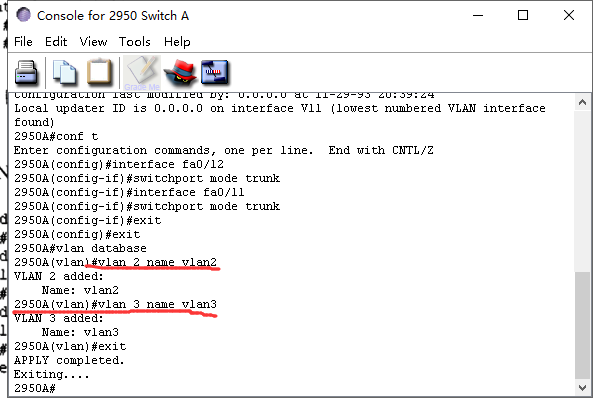 Console for 2950 Switch A
File Edit View Tools Help
Grade Me
Configuration last modified by: 0.0.0.0 at 11-29-93 20:39:24
Local updater ID is 0.0.0.0 on interface Vl1 (lowest numbered VLAN interface
found)
2950A#conf t
Enter configuration commands, one per line.  End with CNTL/Z
2950A(config)#interface fa0/12
2950A(config-if)#switchport mode trunk
2950A(config-if)#interface fa0/11
2950A(config-if)#switchport mode trunk
2950A(config-if)#exit
2950A(config)#exit
2950A#vlan database
2950A(vlan)#vlan 2 name vlan2
VLAN 2 added:
    Name: vlan2
2950A(vlan)#vlan 3 name vlan3
VLAN 3 added:
    Name: vlan3
2950A(vlan)#exit
APPLY completed.
Exiting....
2950A#